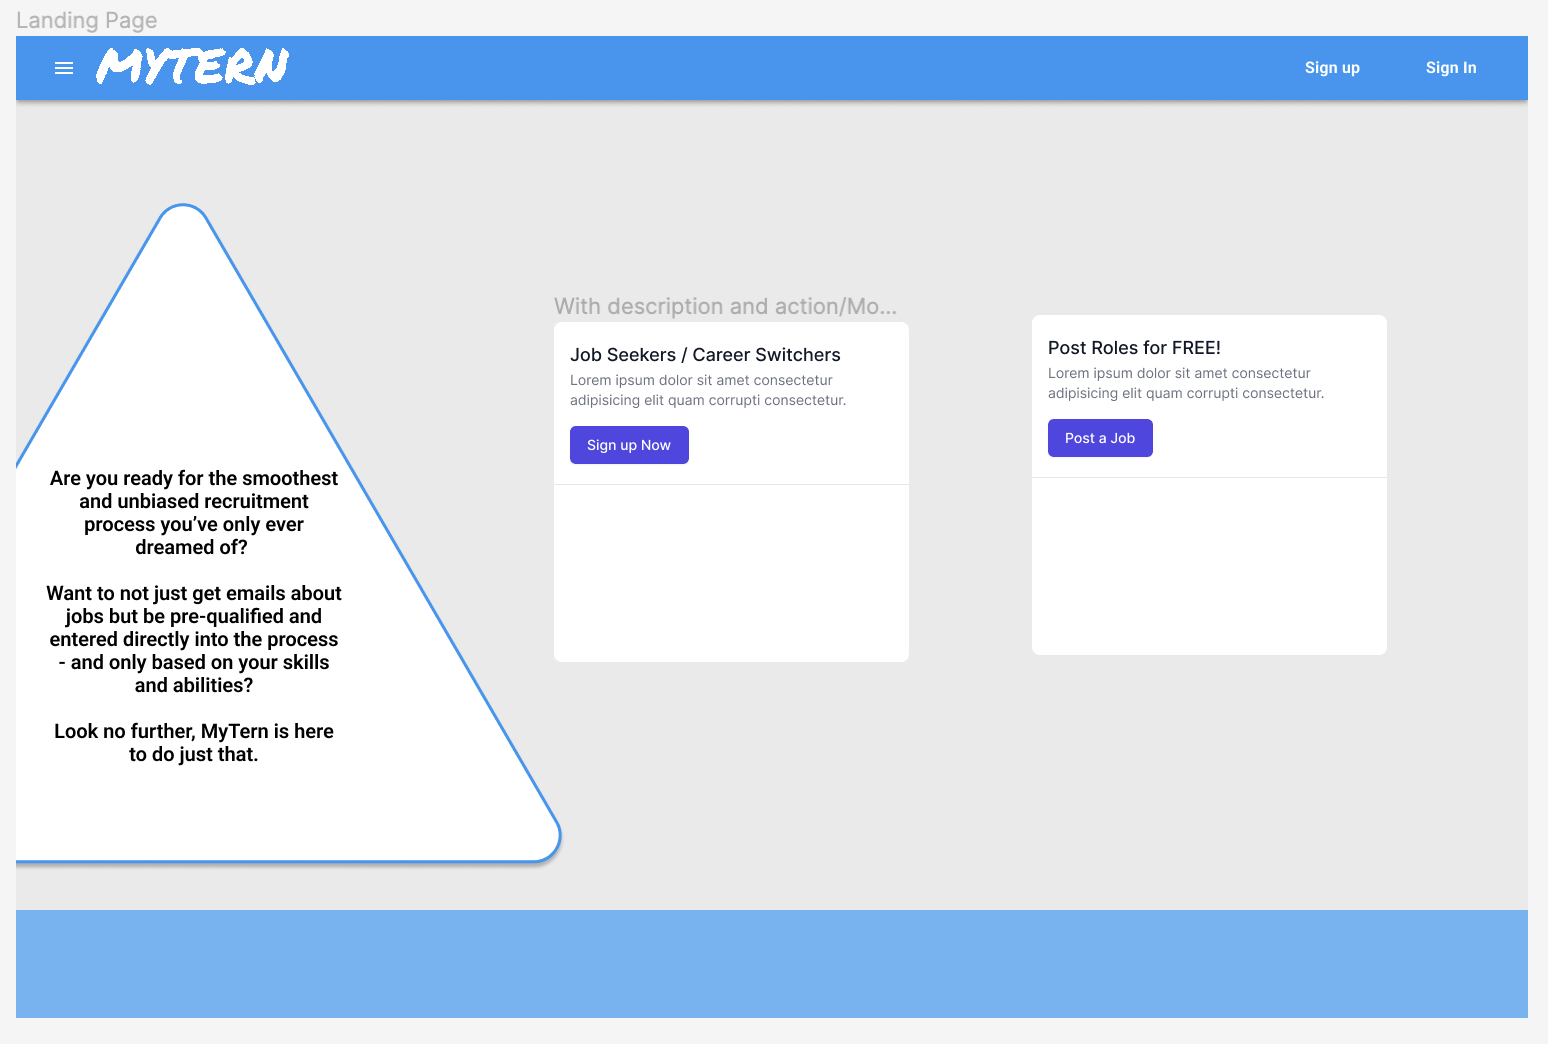 Landing Page
MYTERN
Sign up
Sign In
Are you ready for the smoothest
and unbiased recruitment
process you’ve only ever
dreamed of?
Want to not just get emails about
jobs but be pre-qualified and
entered directly into the process
- and only based on your skills
and abilities?
Look no further, MyTern is here
to do just that.
With description and action/Mo...
Job Seekers / Career Switchers
Lorem ipsum dolor sit amet consectetur
adipisicing elit quam corrupti consectetur.
Sign up Now
Post Roles for FREE!
Lorem ipsum dolor sit amet consectetur
adipisicing elit quam corrupti consectetur.
Post a Job